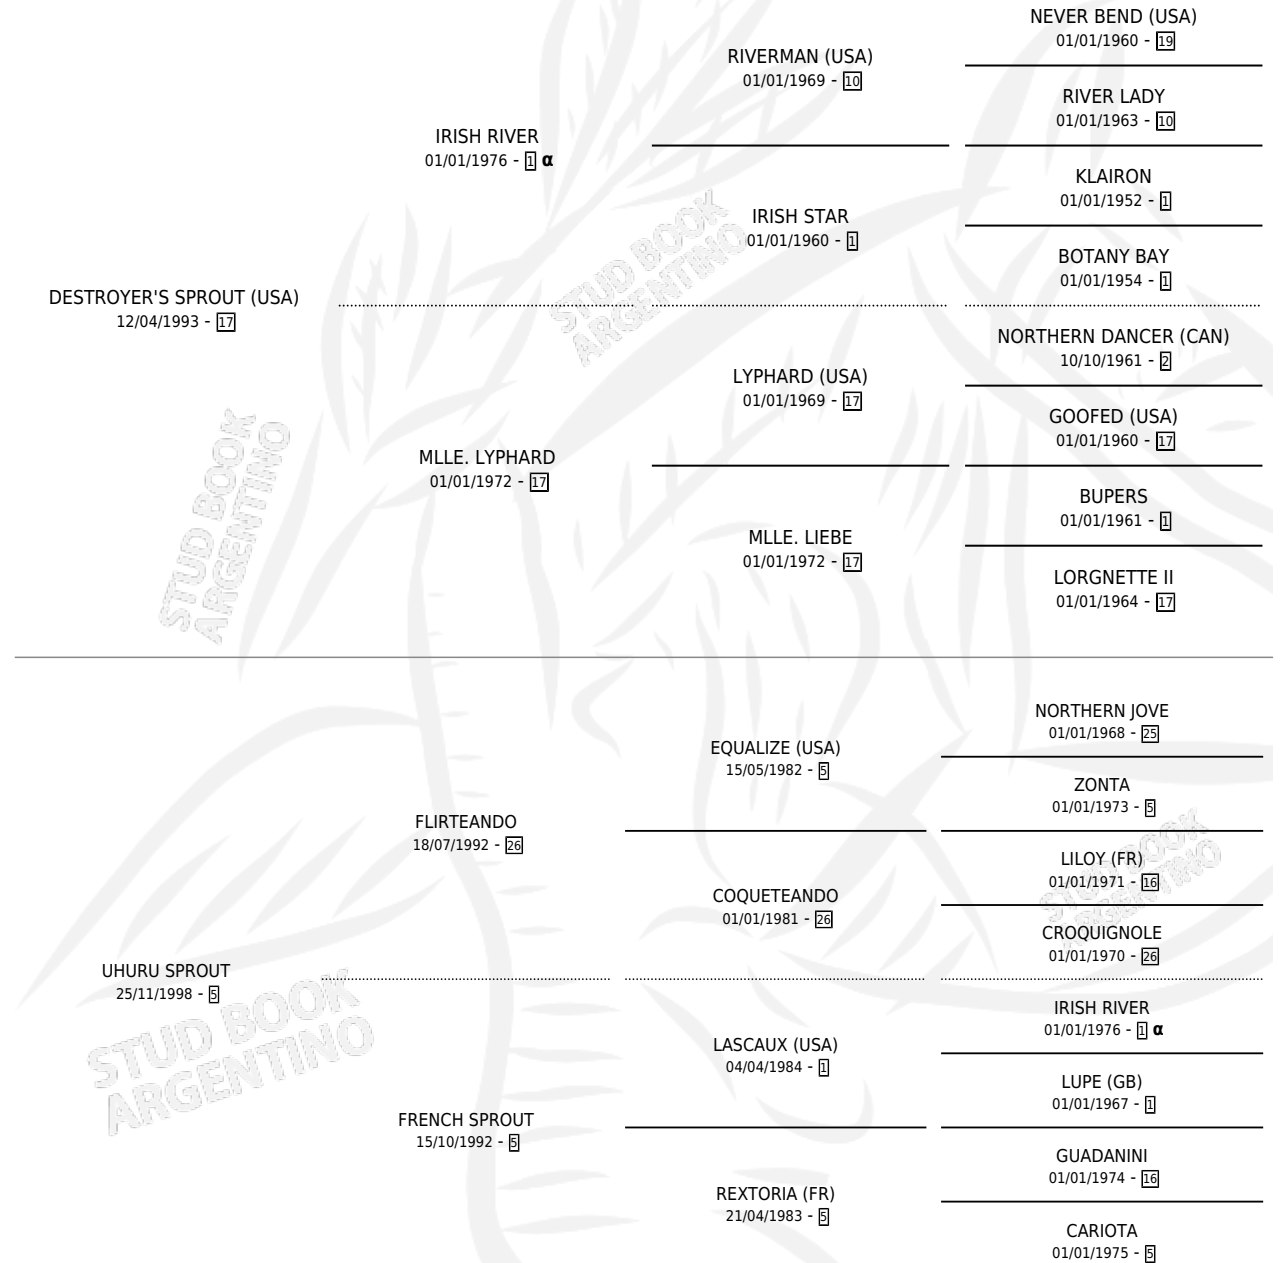 NEVER BEND (USA)
01/01/1960 - 19
RIVERMAN (USA)
01/01/1969 - 10
RIVER LADY
01/01/1963 - 10
IRISH RIVER
01/01/1976 - 1 α
KLAIRON
01/01/1952 - 1
IRISH STAR
01/01/1960 - 1
BOTANY BAY
01/01/1954 - 1
DESTROYER'S SPROUT (USA)
12/04/1993 - 17
NORTHERN DANCER (CAN)
10/10/1961 - 2
LYPHARD (USA)
01/01/1969 - 17
GOOFED (USA)
01/01/1960 - 17
MLLE. LYPHARD
01/01/1972 - 17
BUPERS
01/01/1961 - 1
MLLE. LIEBE
01/01/1972 - 17
LORGNETTE II
01/01/1964 - 17
NORTHERN JOVE
01/01/1968 - 25
EQUALIZE (USA)
15/05/1982 - 5
ZONTA
01/01/1973 - 5
FLIRTEANDO
18/07/1992 - 26
LILOY (FR)
01/01/1971 - 16
COQUETEANDO
01/01/1981 - 26
CROQUIGNOLE
01/01/1970 - 26
UHURU SPROUT
25/11/1998 - 5
IRISH RIVER
01/01/1976 - 1 α
LASCAUX (USA)
04/04/1984 - 1
LUPE (GB)
01/01/1967 - 1
FRENCH SPROUT
15/10/1992 - 5
GUADANINI
01/01/1974 - 16
REXTORIA (FR)
21/04/1983 - 5
CARIOTA
01/01/1975 - 5
STUD BOOK
ARGENTINO
STUD BOOK
ARGENTINO
STUD BOOK
ARGENTINO
STUD BOOK
ARGENTINO